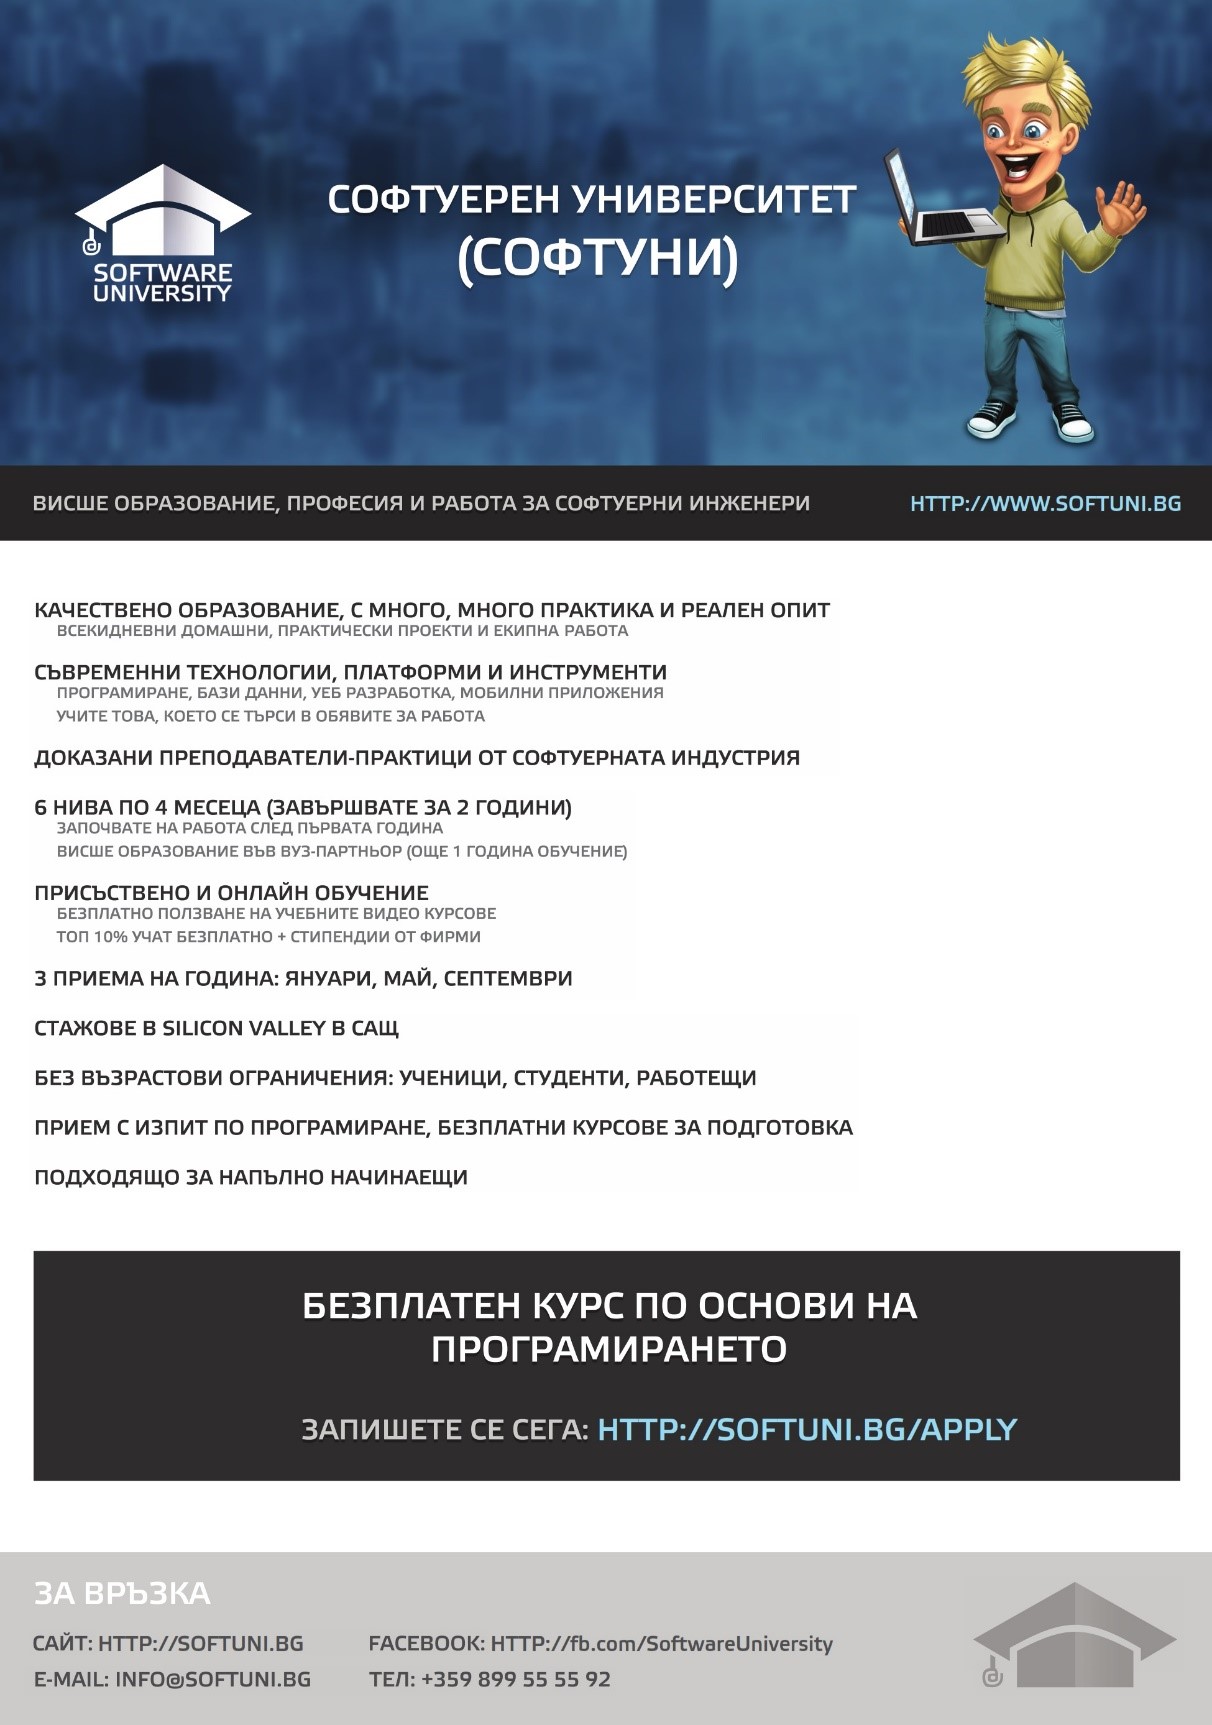 SOFTWARE
UNIVERSITY
СОФТУЕРЕН УНИВЕРСИТЕТ
(СОФТУНИ)
ВИСШЕ ОБРАЗОВАНИЕ, ПРОФЕСИЯ И РАБОТА ЗА СОФТУЕРНИ ИНЖЕНЕРИ HTTP://WWW.SOFTUNI.BG
КАЧЕСТВЕНО ОБРАЗОВАНИЕ, С МНОГО, МНОГО ПРАКТИКА И РЕАЛЕН ОПИТ
ВСЕКИДНЕВНИ ДОМАШНИ, ПРАКТИЧЕСКИ ПРОЕКТИ И ЕКИПНА РАБОТА
СЪВРЕМЕННИ ТЕХНОЛОГИИ, ПЛАТФОРМИ И ИНСТРУМЕНТИ
ПРОГРАМИРАНЕ, БАЗИ ДАННИ, УЕБ РАЗРАБОТКА, МОБИЛНИ ПРИЛОЖЕНИЯ
УЧИТЕ ТОВА, КОЕТО СЕ ТЪРСИ В ОБЯВИТЕ ЗА РАБОТА
ДОКАЗАНИ ПРЕПОДАВАТЕЛИ-ПРАКТИЦИ ОТ СОФТУЕРНАТА ИНДУСТРИЯ
6 НИВА ПО 4 МЕСЕЦА (ЗАВЪРШВАТЕ ЗА 2 ГОДИНИ)
ЗАПОЧВАТЕ НА РАБОТА СЛЕД ПЪРВАТА ГОДИНА
ВИСШЕ ОБРАЗОВАНИЕ ВЪВ ВУЗ-ПАРТНЬОР (ОЩЕ 1 ГОДИНА ОБУЧЕНИЕ)
ПРИСЪСТВЕНО И ОНЛАЙН ОБУЧЕНИЕ
БЕЗПЛАТНО ПОЛЗВАНЕ НА УЧЕБНИТЕ ВИДЕО КУРСОВЕ
ТОП 10% УЧАТ БЕЗПЛАТНО + СТИПЕНДИИ ОТ ФИРМИ
3 ПРИЕМА НА ГОДИНА: ЯНУАРИ, МАЙ, СЕПТЕМВРИ
СТАЖОВЕ В SILICON VALLEY В САЩ
БЕЗ ВЪЗРАСТОВИ ОГРАНИЧЕНИЯ: УЧЕНИЦИ, СТУДЕНТИ, РАБОТЕЩИ
ПРИЕМ С ИЗПИТ ПО ПРОГРАМИРАНЕ, БЕЗПЛАТНИ КУРСОВЕ ЗА ПОДГОТОВКА
ПОДХОДЯЩО ЗА НАПЪЛНО НАЧИНАЕЩИ
БЕЗПЛАТЕН КУРС ПО ОСНОВИ НА
ПРОГРАМИРАНЕТО
ЗАПИШЕТЕ СЕ СЕГА: HTTP://SOFTUNI.BG/APPLY
ЗА ВРЪЗКА
САЙТ: HTTP://SOFTUNI.BG FACEBOOK: HTTP://fb.com/SoftwareUniversity
E-MAIL: INFO@SOFTUNI.BG ТЕЛ: +359 899 55 55 92